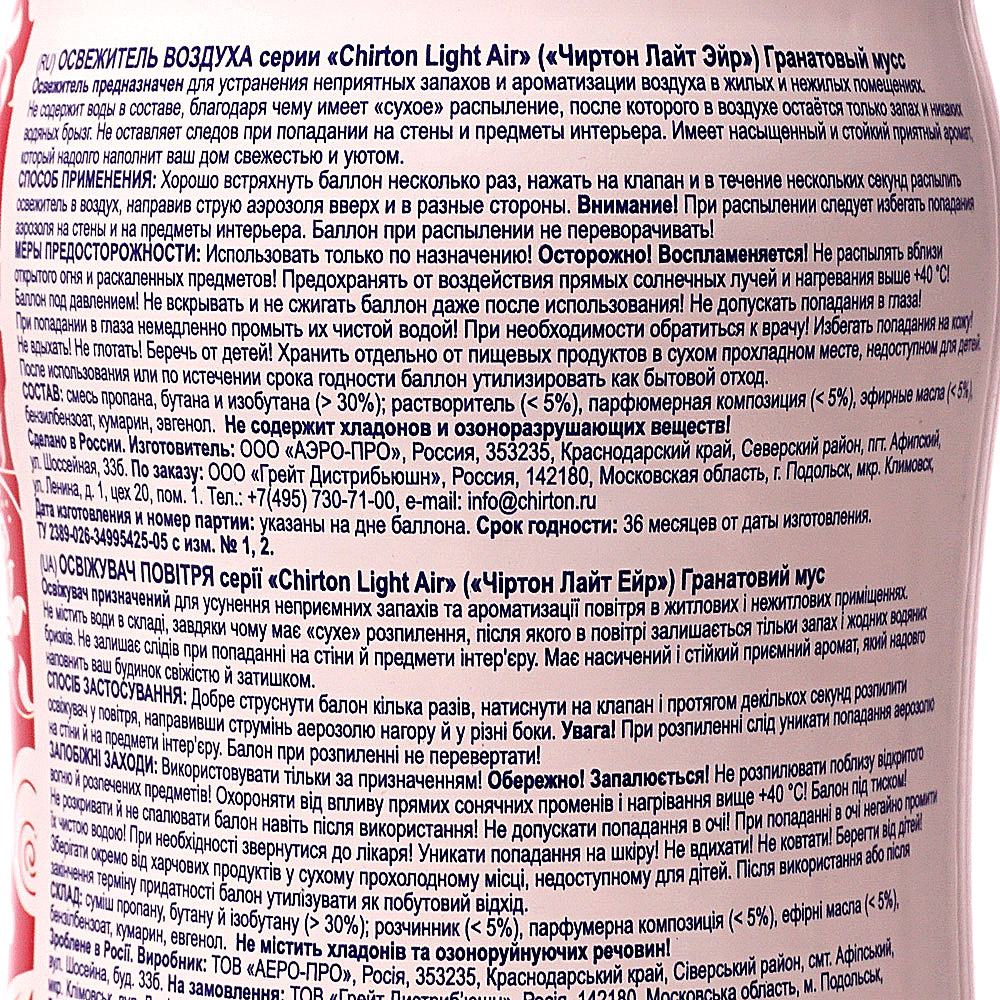 (RU) ОСВЕЖИТЕЛЬ ВОЗДУХА серии «Chirton Light Air» («Чиртон Лайт Эйр») Гранатовый мусс
Освежитель предназначен для устранения неприятных запахов и ароматизации воздуха в жилых и нежилых помещениях.
Не содержит воды в составе, благодаря чему имеет «сухое» распыление, после которого в воздухе остаётся только запах и никаких
водяных брызг. Не оставляет следов при попадании на стены и предметы интерьера. Имеет насыщенный и стойкий приятный аромат,
который надолго наполнит ваш дом свежестью и уютом.
СПОСОБ ПРИМЕНЕНИЯ: Хорошо встряхнуть баллон несколько раз, нажать на клапан и в течение нескольких секунд распылить
освежитель в воздух, направив струю аэрозоля вверх и в разные стороны. Внимание! При распылении следует избегать попадания
аэрозоля на стены и на предметы интерьера. Баллон при распылении не переворачивать!
МЕРЫ ПРЕДОСТОРОЖНОСТИ: Использовать только по назначению! Осторожно! Воспламеняется! Не распылять вблизи
открытого огня и раскаленных предметов! Предохранять от воздействия прямых солнечных лучей и нагревания выше +40 °С!
Баллон под давлением! Не вскрывать и не сжигать баллон даже после использования! Не допускать попадания в глаза!
При попадании в глаза немедленно промыть их чистой водой! При необходимости обратиться к врачу! Избегать попадания на кожу!
Не вдыхать! Не глотать! Беречь от детей! Хранить отдельно от пищевых продуктов в сухом прохладном месте, недоступном для детей.
После использования или по истечении срока годности баллон утилизировать как бытовой отход.
СОСТАВ: смесь пропана, бутана и изобутана (> 30%); растворитель (< 5%), парфюмерная композиция (< 5%), эфирные масла (< 5%),
бензилбензоат, кумарин, эвгенол. Не содержит хладонов и озоноразрушающих веществ!
Сделано в России. Изготовитель: ООО «АЭРО-ПРО», Россия, 353235, Краснодарский край, Северский район, пгт. Афипский,
ул. Шоссейная, 33б. По заказу: ООО «Грейт Дистрибьюшн», Россия, 142180, Московская область, г. Подольск, мкр. Климовск,
ул. Ленина, д. 1, цех 20, пом. 1. Тел.: +7(495) 730-71-00, e-mail: info@chirton.ru
Дата изготовления и номер партии: указаны на дне баллона. Срок годности: 36 месяцев от даты изготовления.
ТУ 2389-026-34995425-05 с изм. № 1, 2.
(UA) ОСВІЖУВАЧ ПОВІТРЯ серії «Chirton Light Air» («Чіртон Лайт Ейр») Гранатовий мус
Освіжувач призначений для усунення неприємних запахів та ароматизації повітря в житлових і нежитлових приміщеннях.
Не містить води в складі, завдяки чому має «сухе» розпилення, після якого в повітрі залишається тільки запах і жодних водяних
бризків. Не залишає слідів при попаданні на стіни й предмети інтер'єру. Має насичений і стійкий приємний аромат, який надовго
наповнить ваш будинок свіжістю й затишком.
СПОСІБ ЗАСТОСУВАННЯ: Добре струснути балон кілька разів, натиснути на клапан і протягом декількох секунд розпилити
освіжувач у повітря, направивши струмінь аерозолю нагору й у різні боки. Увага! При розпиленні слід уникати попадання аерозолю
на стіни й на предмети інтер'єру. Балон при розпиленні не перевертати!
ЗАПОБІЖНІ ЗАХОДИ: Використовувати тільки за призначенням! Обережно! Запалюється! Не розпилювати поблизу відкритого
вогню й розпечених предметів! Охороняти від впливу прямих сонячних променів і нагрівання вище +40 °С! Балон під тиском!
Не розкривати й не спалювати балон навіть після використання! Не допускати попадання в очі! При попаданні в очі негайно промити
їх чистою водою! При необхідності звернутися до лікаря! Уникати попадання на шкіру! Не вдихати! Не ковтати! Берегти від дітей!
Зберігати окремо від харчових продуктів у сухому прохолодному місці, недоступному для дітей. Після використання або після
закінчення терміну придатності балон утилізувати як побутовий відхід.
СКЛАД: суміш пропану, бутану й ізобутану (> 30%); розчинник (< 5%), парфумерна композиція (< 5%), ефірні масла (< 5%),
бензілбензоат, кумарин, евгенол. Не містить хладонів та озоноруйнуючих речовин!
Зроблене в Росії. Виробник: ТОВ «АЕРО-ПРО», Росія, 353235, Краснодарський край, Сіверський район, смт. Афіпський,
вул. Шосейна, буд. 33б. На замовлення: ТОВ «Грейт Дистриб'юшн», Росія, 142180, Московська область, м. Подольськ,
мкр. Климовськ, вул.